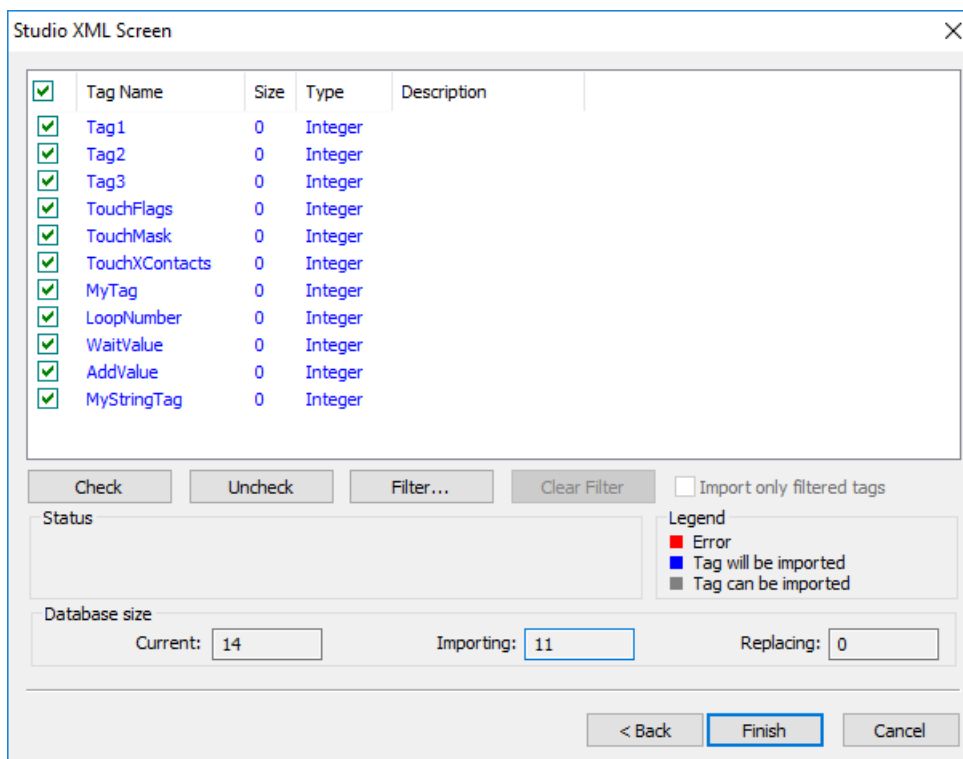 Studio XML Screen
Tag Name Size Type Description
Tag1 0 Integer
Tag2 0 Integer
Tag3 0 Integer
TouchFlags 0 Integer
TouchMask 0 Integer
TouchXContacts 0 Integer
MyTag 0 Integer
LoopNumber 0 Integer
WaitValue 0 Integer
AddValue 0 Integer
MyStringTag 0 Integer
Check Uncheck Filter... Clear Filter Import only filtered tags
Status
Legend
Error
Tag will be imported
Tag can be imported
Database size
Current: 14 Importing: 11 Replacing: 0
< Back Finish Cancel